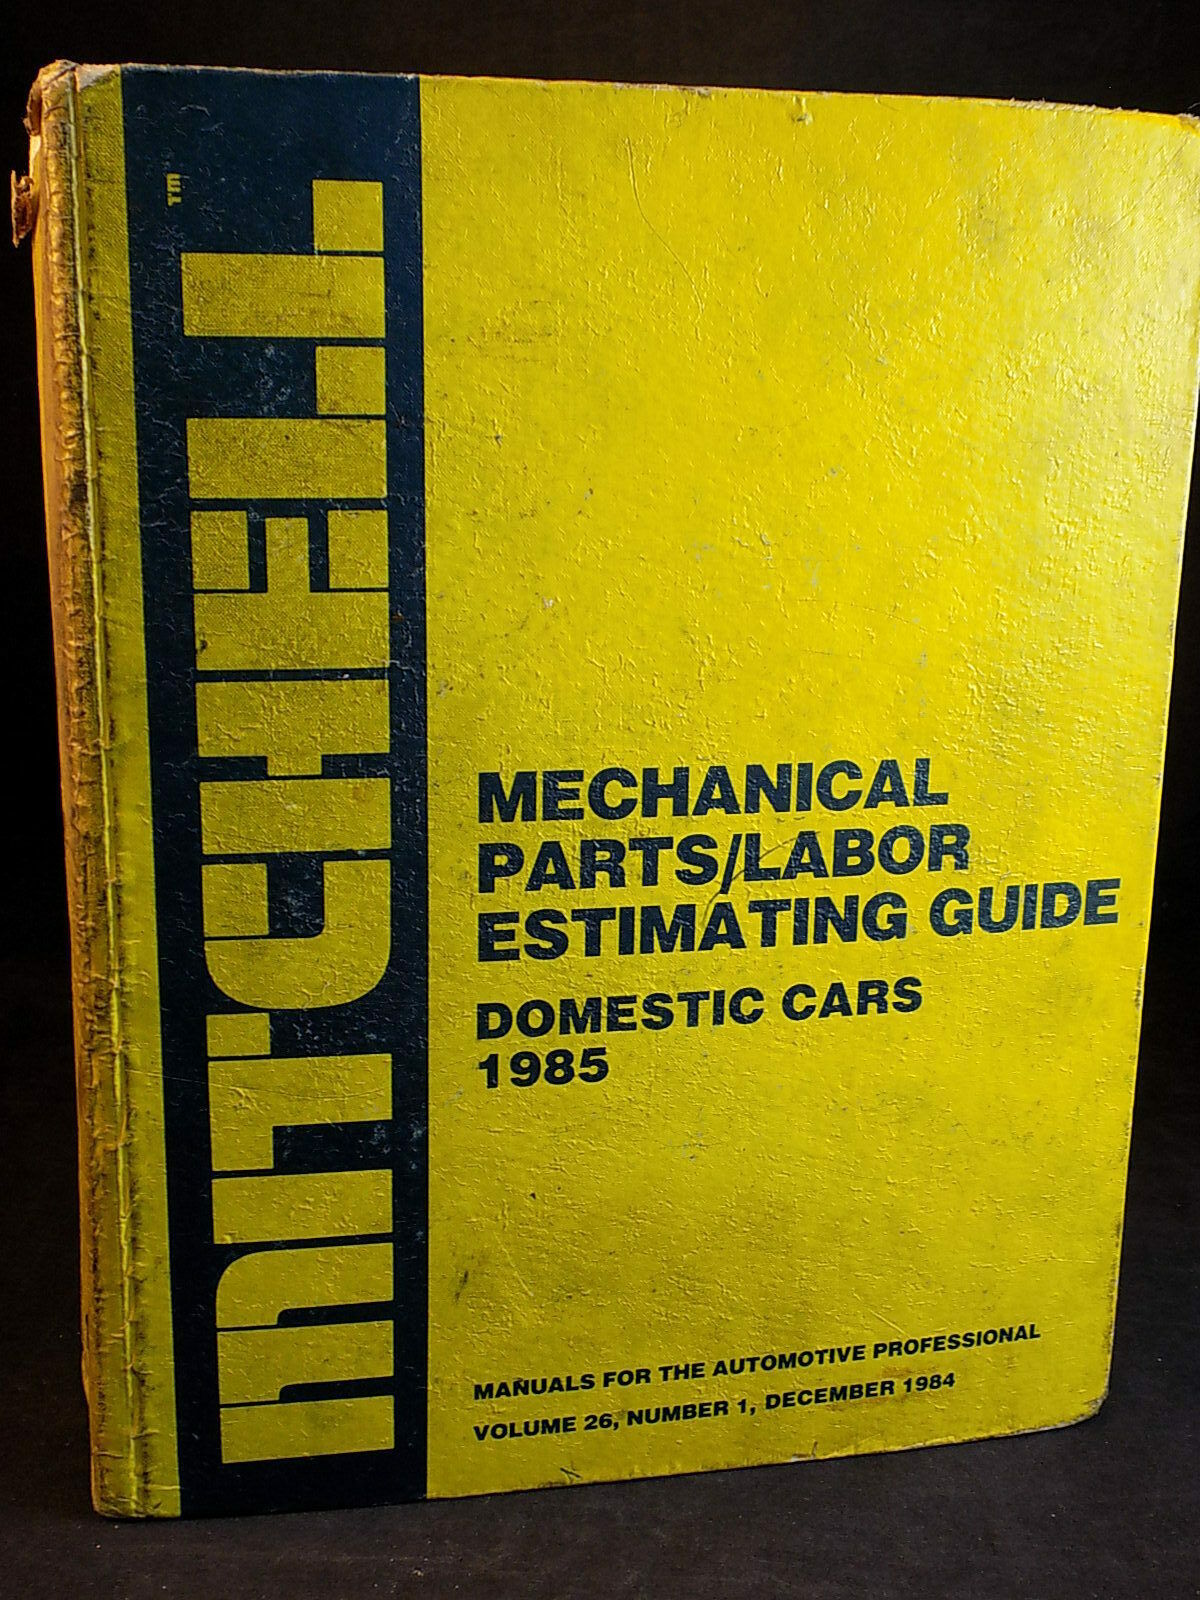 MITCHELL
™
MECHANICAL
PARTS/LABOR
ESTIMATING GUIDE
DOMESTIC CARS
1985
MANUALS FOR THE AUTOMOTIVE PROFESSIONAL
VOLUME 26, NUMBER 1, DECEMBER 1984